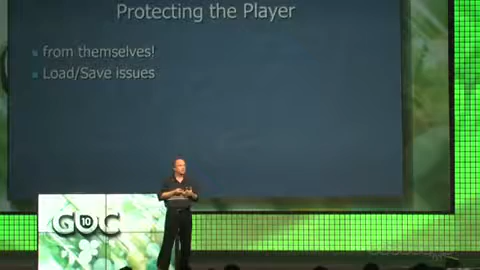 Protecting the Player
from themselves!
Load/Save issues
GDC
10